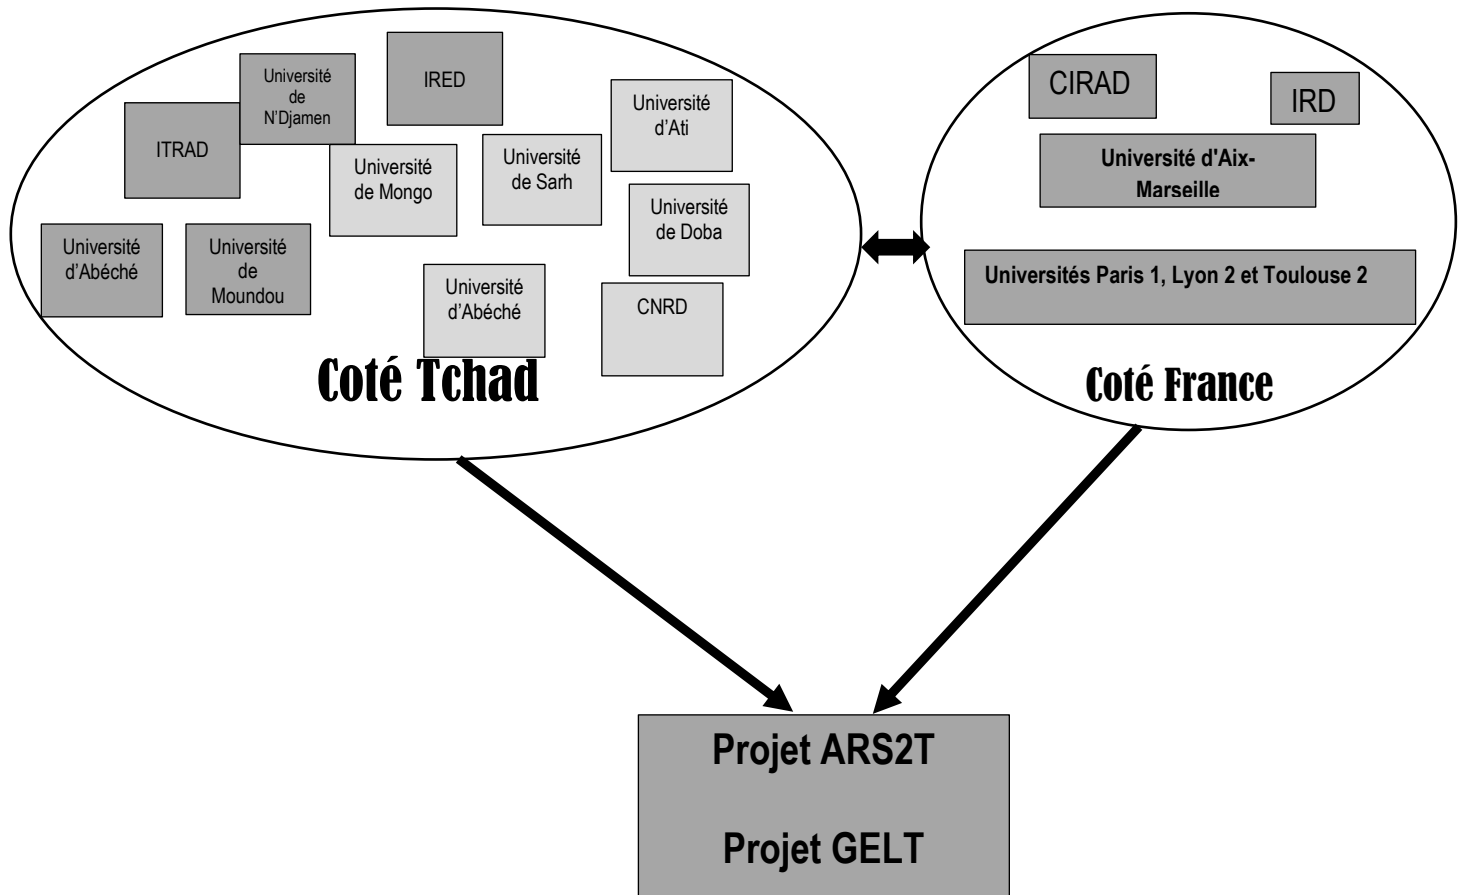 Université
de
N'Djamen
IRED
ITRAD
Université
d'Ati
Université
de Mongo
Université
de Sarh
Université
de Doba
Université
d'Abéché
Université
de
Moundou
Université
d'Abéché
CNRD
Coté Tchad
CIRAD
IRD
Université d'Aix-
Marseille
Universités Paris 1, Lyon 2 et Toulouse 2
Coté France
Projet ARS2T
Projet GELT